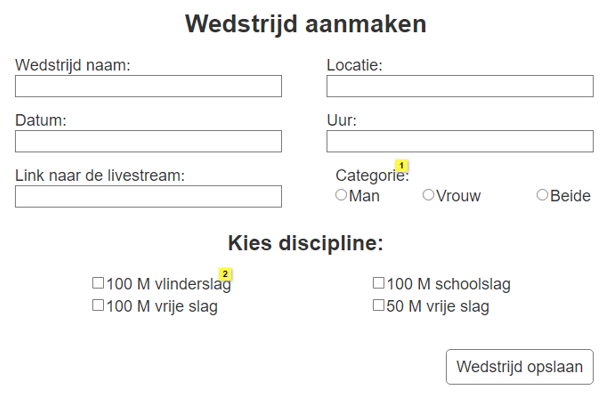 Wedstrijd aanmaken
Wedstrijd naam:
Locatie:
Datum:
Uur:
Link naar de livestream:
Categorie: 1
Man Vrouw Beide
Kies discipline:
100 M vlinderslag 2
100 M schoolslag
100 M vrije slag
50 M vrije slag
Wedstrijd opslaan